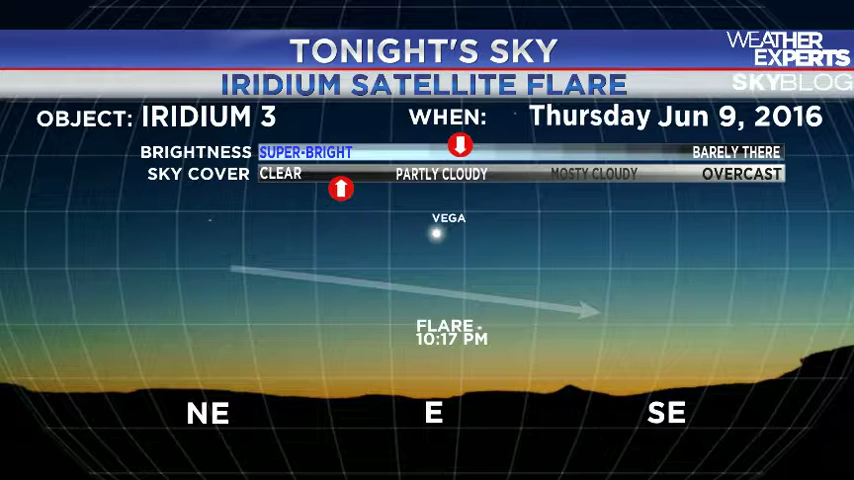 TONIGHT'S SKY
WEATHER
EXPERTS
IRIDIUM SATELLITE FLARE
SKYBLOG
OBJECT: IRIDIUM 3
WHEN: Thursday Jun 9, 2016
BRIGHTNESS SUPER-BRIGHT BARELY THERE
SKY COVER CLEAR PARTLY CLOUDY MOSTY CLOUDY OVERCAST
VEGA
FLARE -
10:17 PM
NE E SE